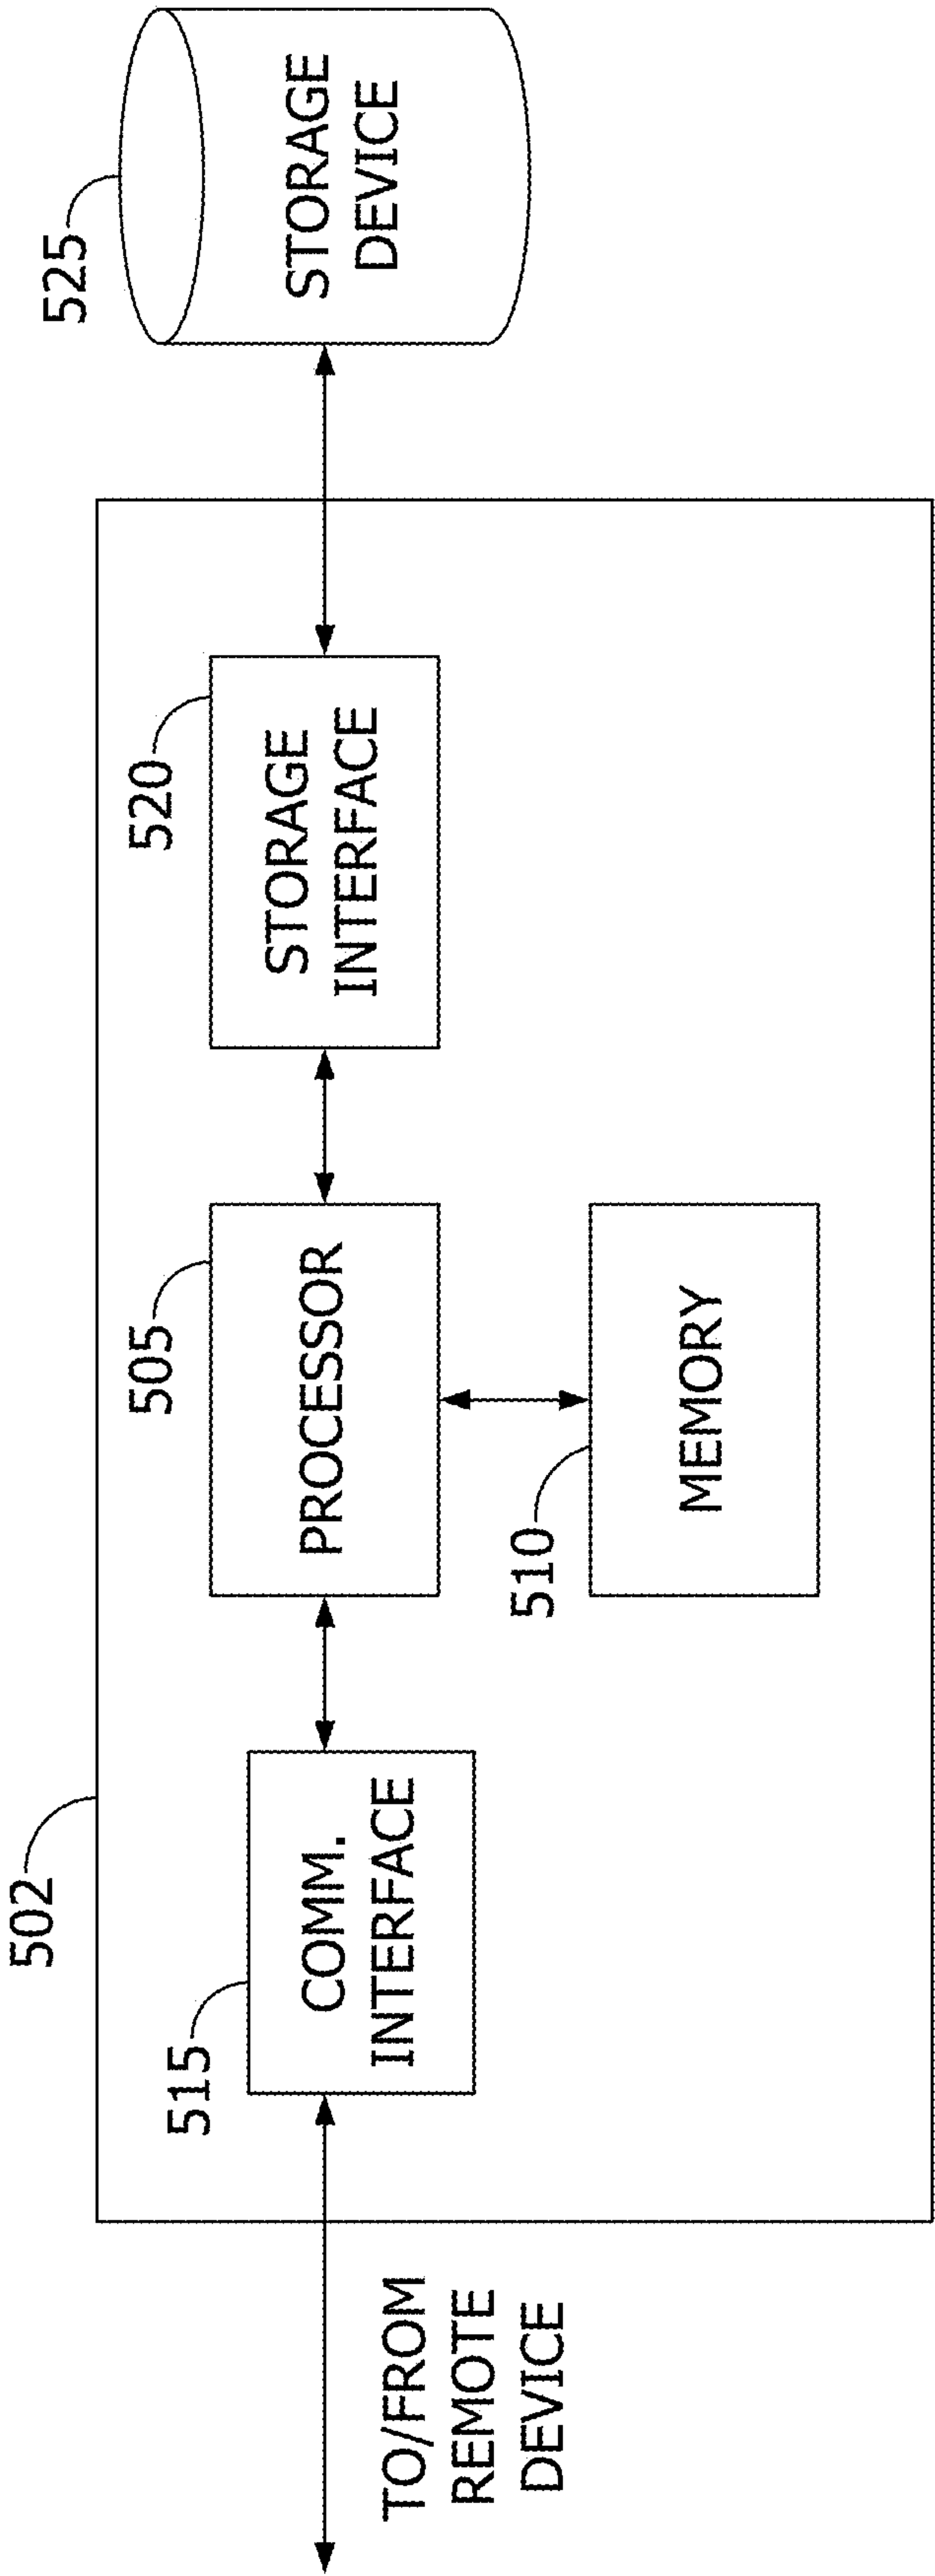 502
515
COMM.
INTERFACE
TO/FROM
REMOTE
DEVICE
505
PROCESSOR
510
MEMORY
520
STORAGE
INTERFACE
525
STORAGE
DEVICE